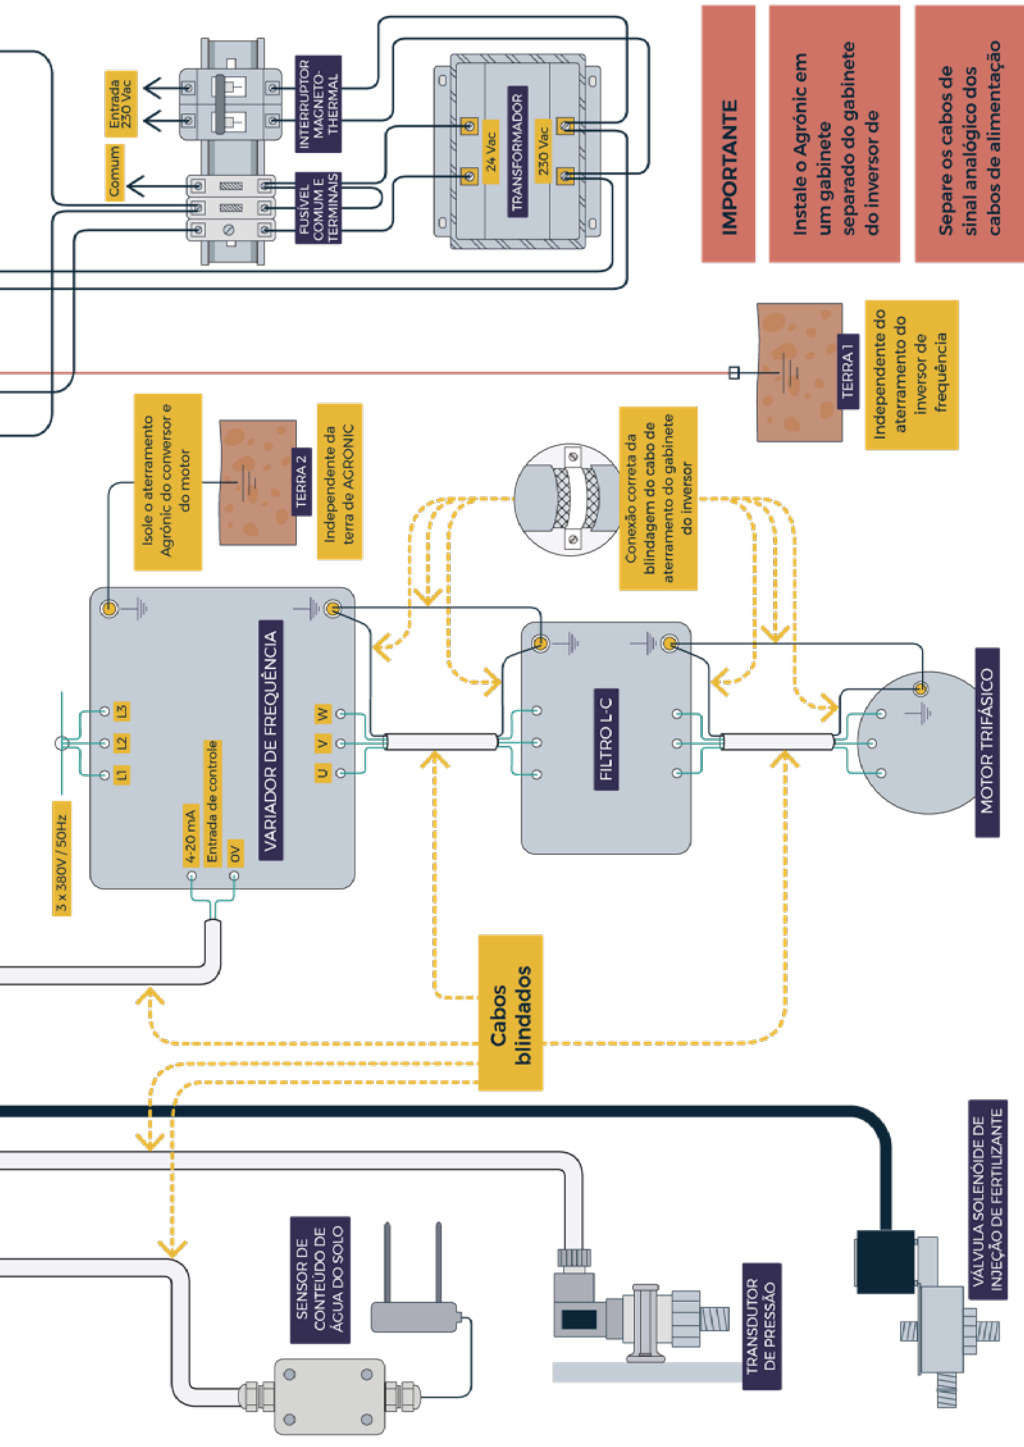 Entrada
230 Vac
Comum
INTERRUPTOR
MAGNETO-
THERMAL
FUSÍVEL
COMUM E
TERMINAIS
24 Vac
230 Vac
TRANSFORMADOR
IMPORTANTE
Instale o Agrónic em
um gabinete
separado do gabinete
do inversor de
Separe os cabos de
sinal analógico dos
cabos de alimentação
TERRA 1
Independente do
aterramento do
inversor de
frequência
Isole o aterramento
Agrónic do conversor e
do motor
TERRA 2
Independente da
terra de AGRONIC
Conexão correta da
blindagem do cabo de
aterramento do gabinete
do inversor
3 x 380V / 50Hz
L1
L2
L3
4-20 mA
Entrada de controle
0V
VARIADOR DE FREQUÊNCIA
U
V
W
FILTRO L-C
MOTOR TRIFÁSICO
Cabos
blindados
SENSOR DE
CONTEÚDO DE
ÁGUA DO SOLO
TRANSDUTOR
DE PRESSÃO
VÁLVULA SOLENÓIDE DE
INJEÇÃO DE FERTILIZANTE